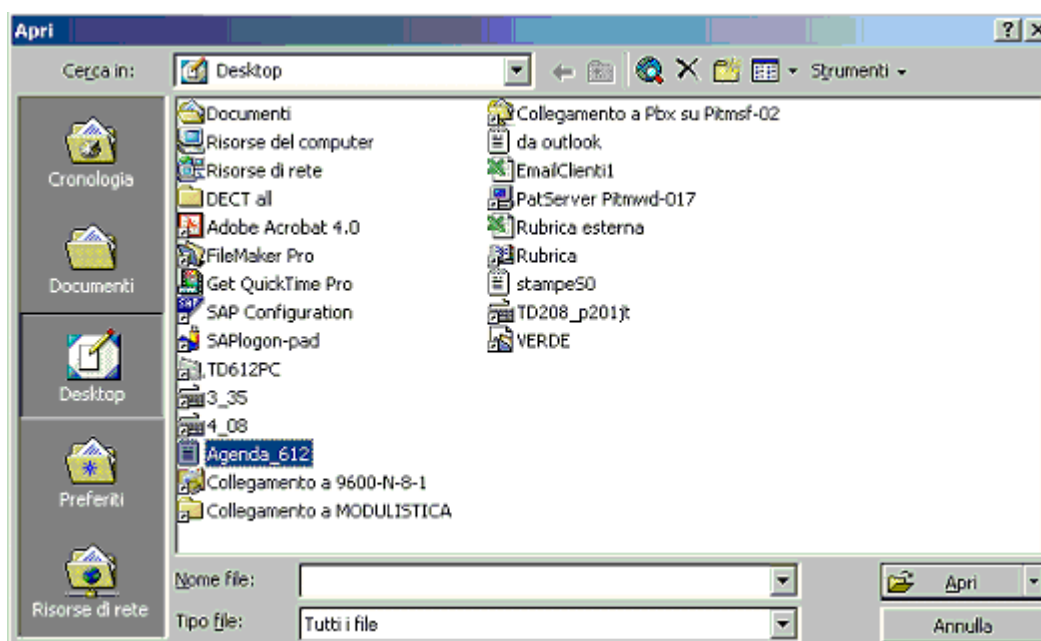 Apri
Cerca in:
Desktop
Strumenti
Cronologia
Documenti
Desktop
Preferiti
Risorse di rete
Documenti
Risorse del computer
Risorse di rete
DECT all
Adobe Acrobat 4.0
FileMaker Pro
Get QuickTime Pro
SAP Configuration
SAPlogon-pad
TD612PC
3_35
4_08
Agenda_612
Collegamento a 9600-N-8-1
Collegamento a MODULISTICA
Collegamento a Pbx su Pitmsf-02
da outlook
EmailClienti1
PatServer Pitmwd-017
Rubrica esterna
Rubrica
stampe50
TD208_p201jt
VERDE
Nome file:
Apri
Tipo file:
Tutti i file
Annulla